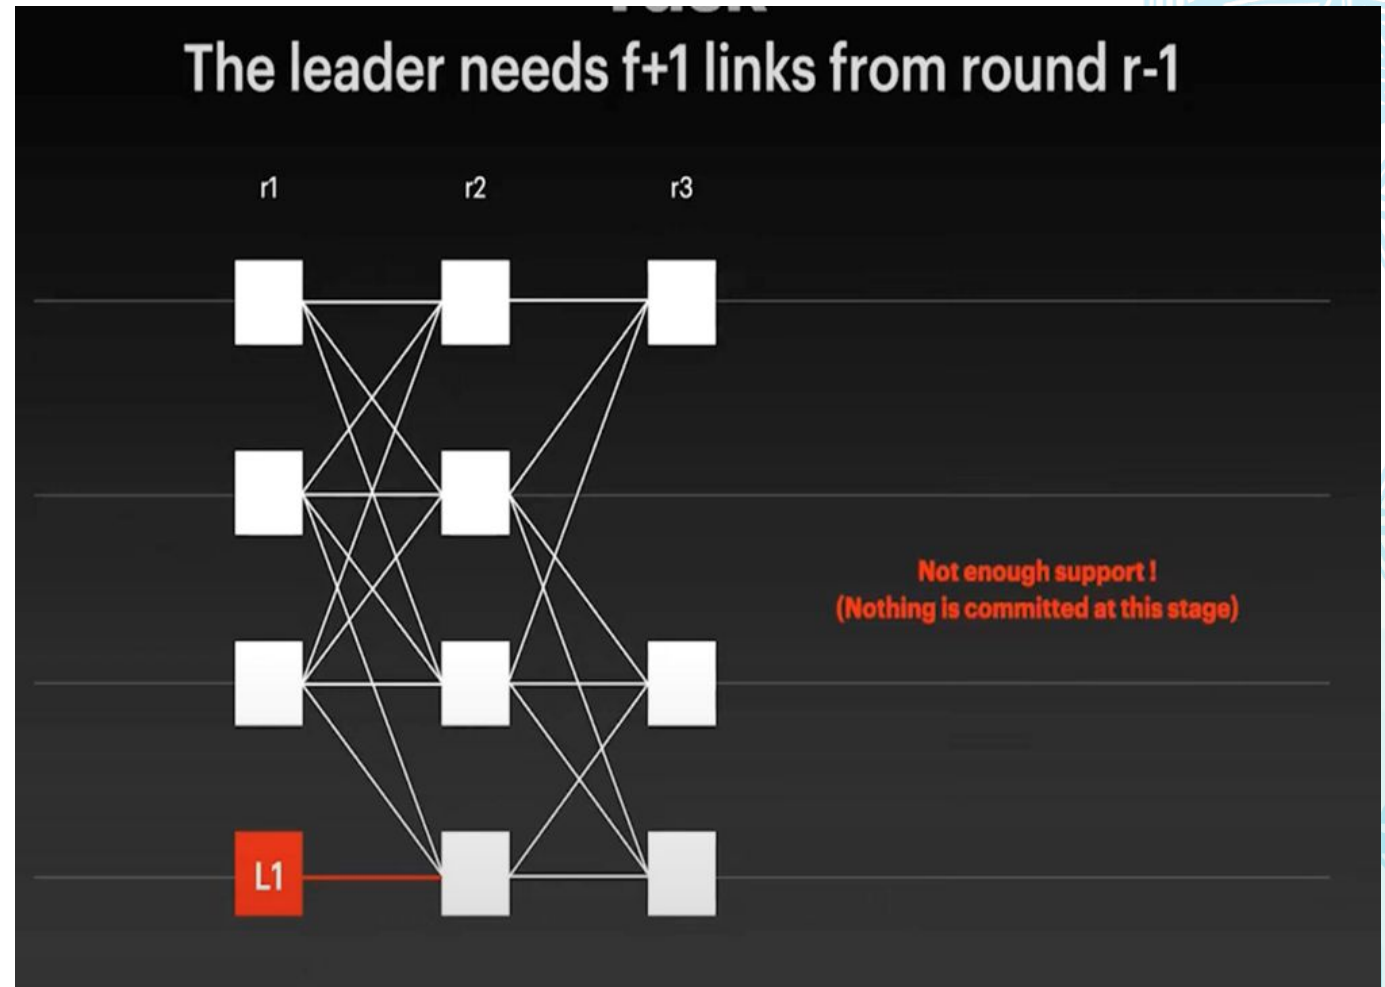 The leader needs f+1 links from round r-1
r1 r2 r3
Not enough support !
(Nothing is committed at this stage)
L1